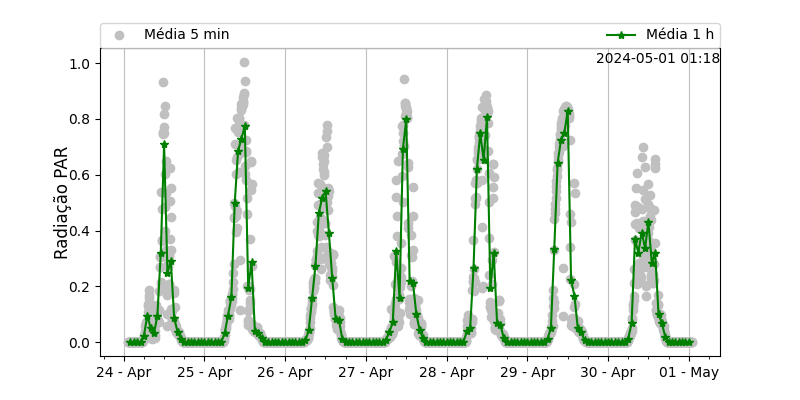 Média 5 min
Média 1 h
2024-05-01 01:18
Radiação PAR
1.0
0.8
0.6
0.4
0.2
0.0
24 - Apr
25 - Apr
26 - Apr
27 - Apr
28 - Apr
29 - Apr
30 - Apr
01 - May